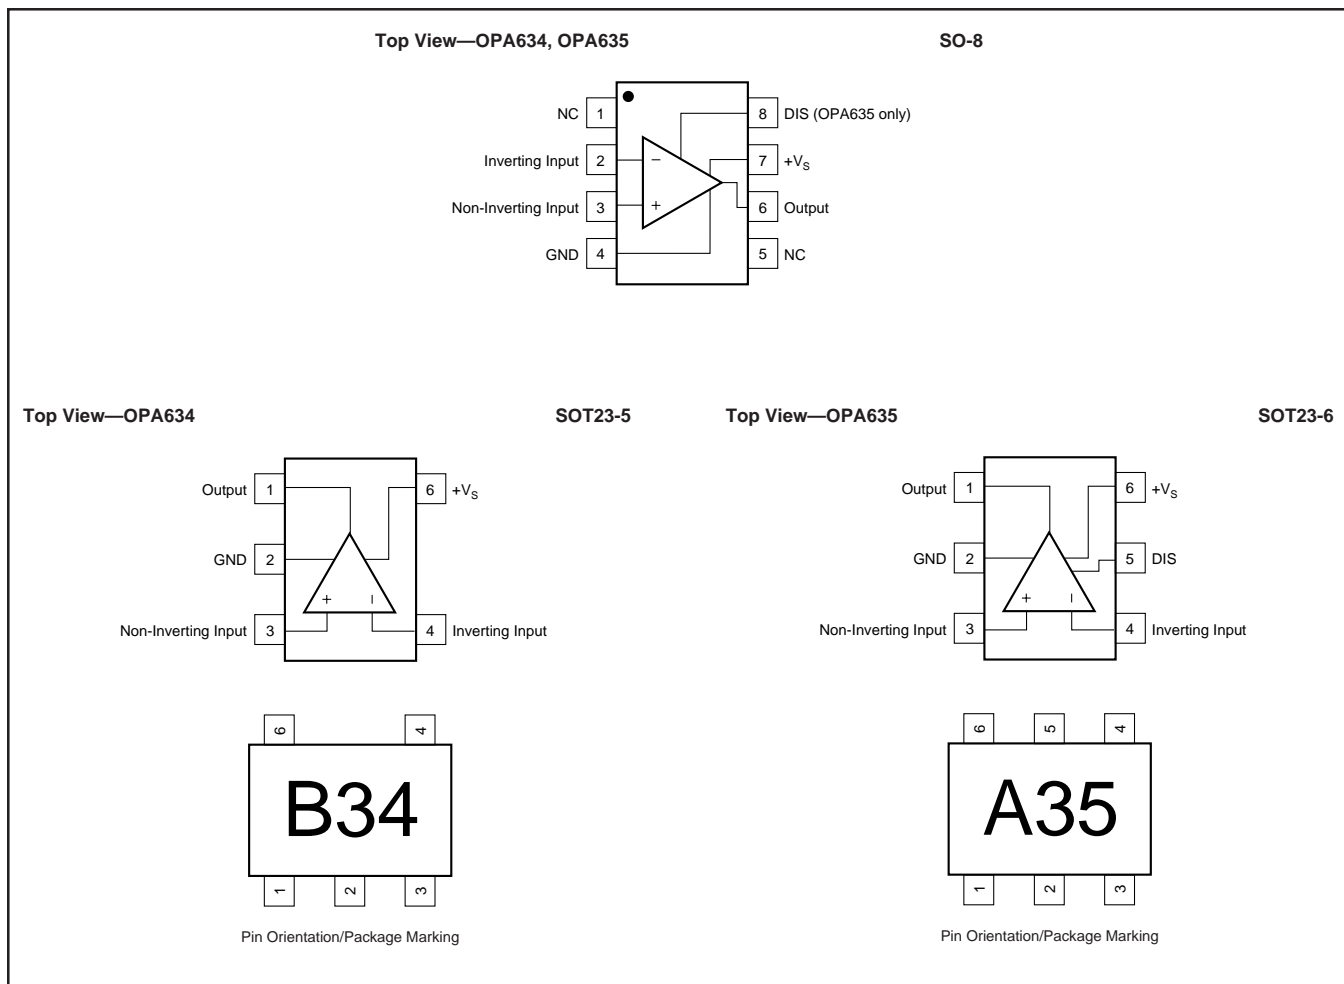 Top View—OPA634, OPA635 SO-8
NC 1 8 DIS (OPA635 only)
Inverting Input 2 − 7 +VS
Non-Inverting Input 3 + 6 Output
GND 4 5 NC
Top View—OPA634 SOT23-5
Output 1 6 +VS
GND 2
Non-Inverting Input 3 + − 4 Inverting Input
6 4
B34
1 2 3
Pin Orientation/Package Marking
Top View—OPA635 SOT23-6
Output 1 6 +VS
GND 2 5 DIS
Non-Inverting Input 3 + − 4 Inverting Input
6 5 4
A35
1 2 3
Pin Orientation/Package Marking